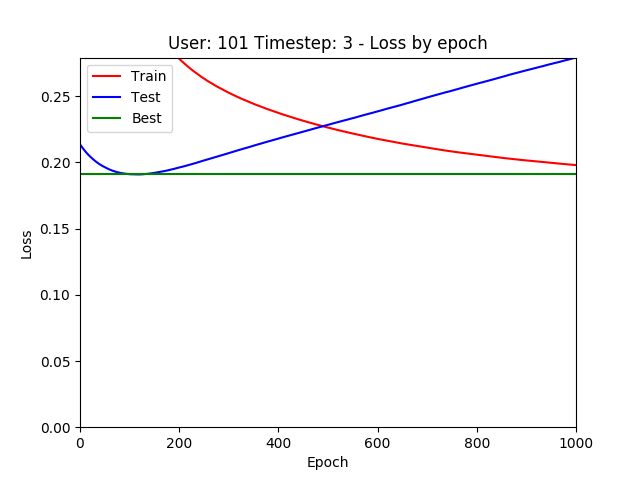 User: 101 Timestep: 3 - Loss by epoch
Train
Test
Best
0.25
0.20
0.15
0.10
0.05
0.00
Loss
0 200 400 600 800 1000
Epoch